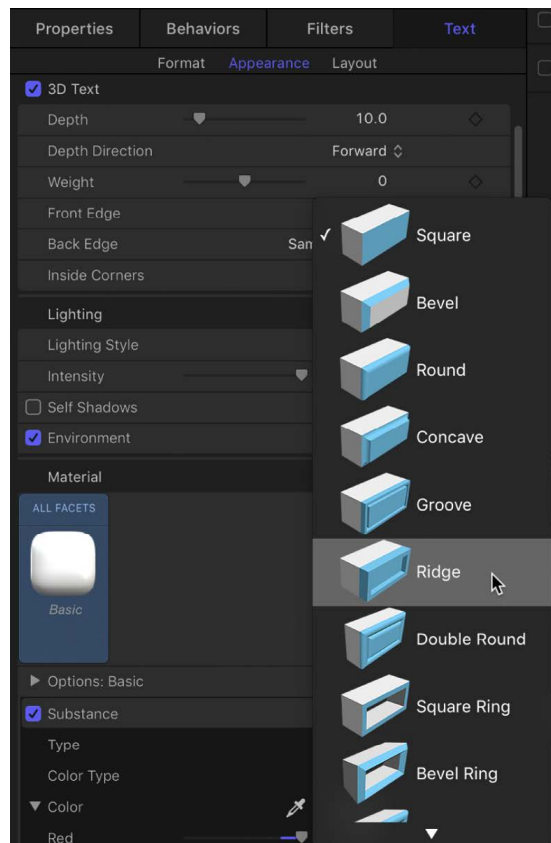 Properties Behaviors Filters Text
Format Appearance Layout
3D Text
Depth 10.0
Depth Direction Forward
Weight 0
Front Edge
Back Edge Sam
Inside Corners
Lighting
Lighting Style
Intensity
Self Shadows
Environment
Material
ALL FACETS
Basic
Options: Basic
Substance
Type
Color Type
Color
Red
Square
Bevel
Round
Concave
Groove
Ridge
Double Round
Square Ring
Bevel Ring